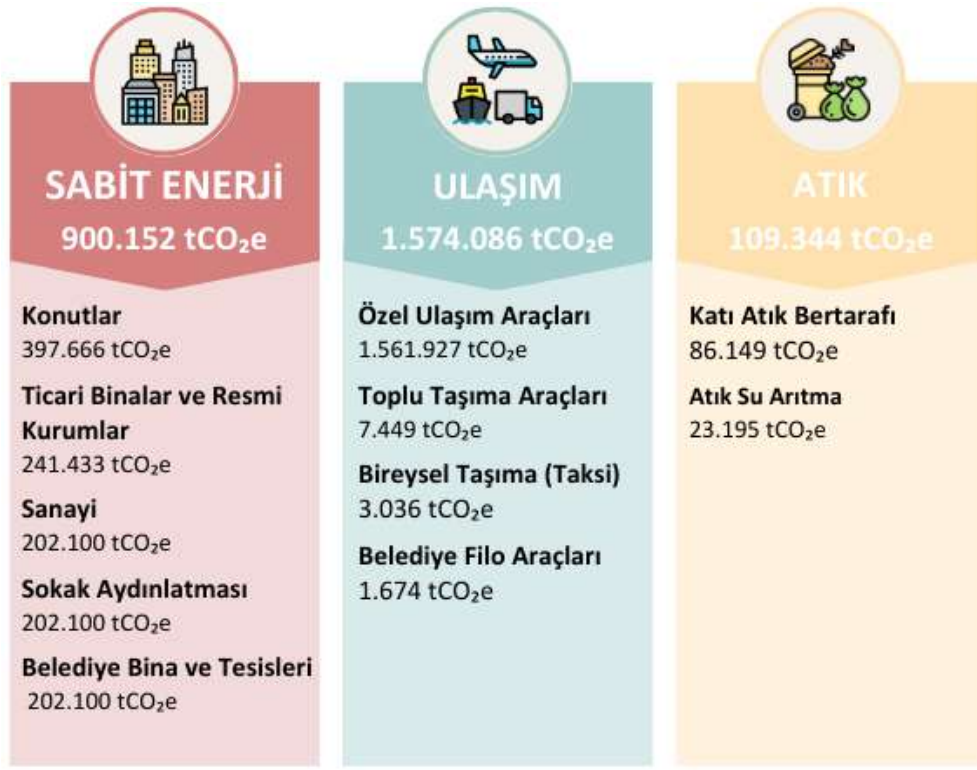 SABİT ENERJİ
900.152 tCO₂e
Konutlar
397.666 tCO₂e
Ticari Binalar ve Resmi
Kurumlar
241.433 tCO₂e
Sanayi
202.100 tCO₂e
Sokak Aydınlatması
202.100 tCO₂e
Belediye Bina ve Tesisleri
202.100 tCO₂e
ULAŞIM
1.574.086 tCO₂e
Özel Ulaşım Araçları
1.561.927 tCO₂e
Toplu Taşıma Araçları
7.449 tCO₂e
Bireysel Taşıma (Taksi)
3.036 tCO₂e
Belediye Filo Araçları
1.674 tCO₂e
ATIK
109.344 tCO₂e
Katı Atık Bertarafı
86.149 tCO₂e
Atık Su Arıtma
23.195 tCO₂e